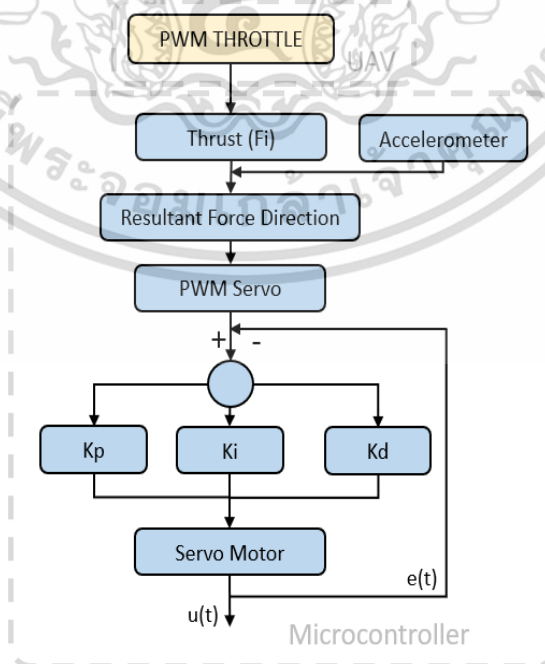 PWM THROTTLE
UAV
Thrust (Fi)
Accelerometer
Resultant Force Direction
PWM Servo
+ -
Kp
Ki
Kd
Servo Motor
e(t)
u(t)
Microcontroller